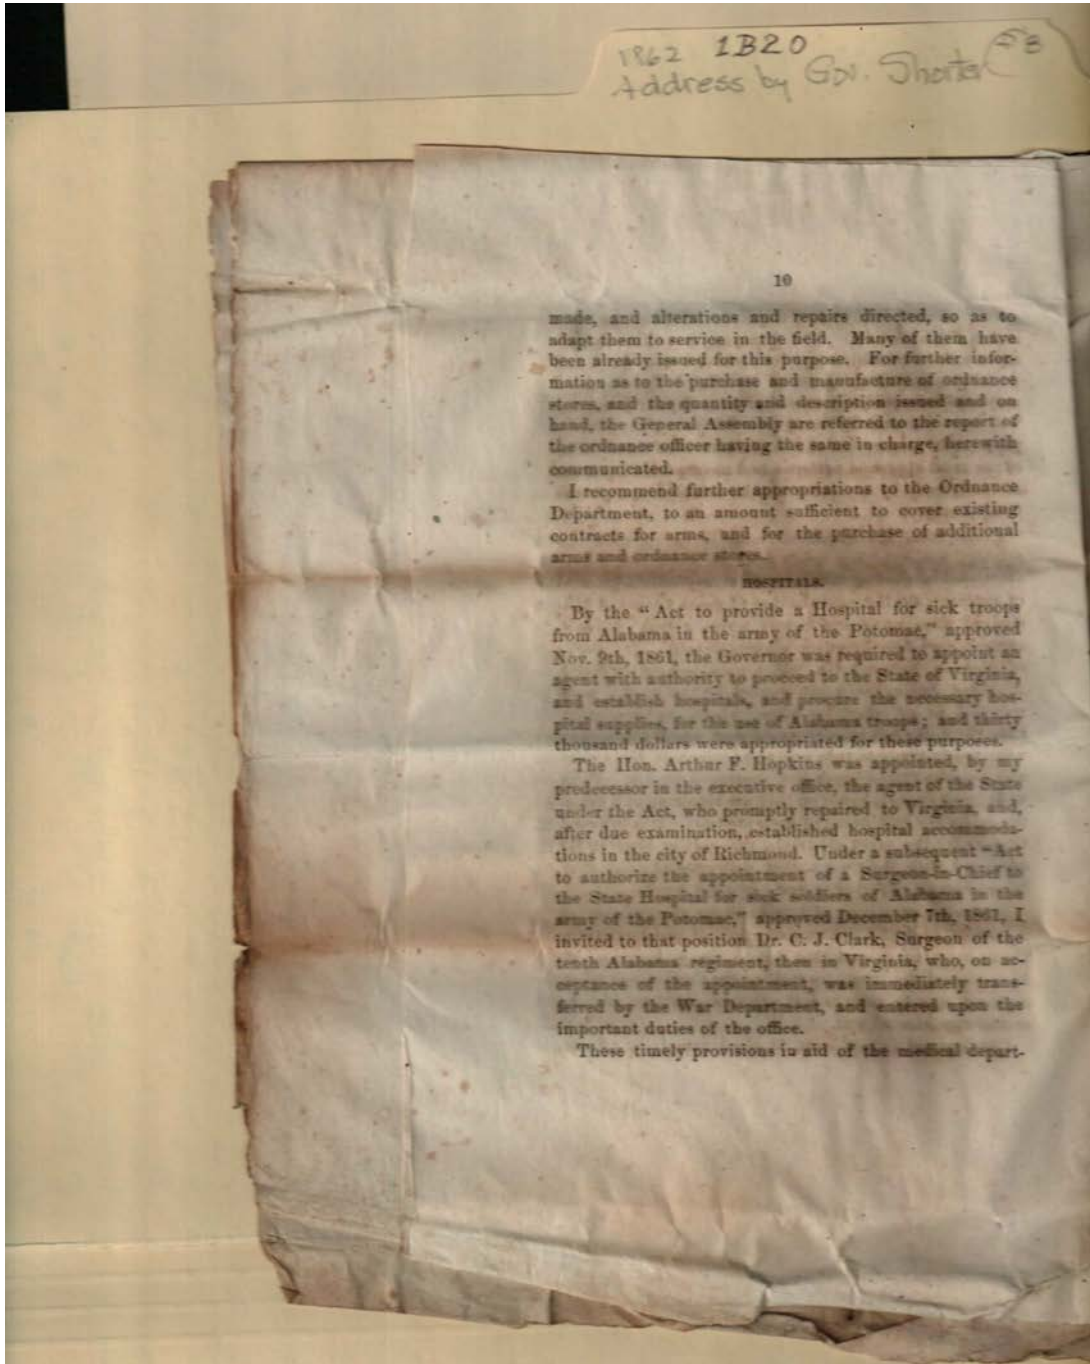 1862 1B20
Address by Gov. Shorter
10
made, and alterations and repairs directed, so as to
adapt them to service in the field. Many of them have
been already issued for this purpose. For further infor-
mation as to the purchase and manufacture of ordnance
stores, and the quantity and description issued and on
hand, the General Assembly are referred to the report of
the ordnance officer having the same in charge, herewith
communicated.
I recommend further appropriations to the Ordnance
Department, to an amount sufficient to cover existing
contracts for arms, and for the purchase of additional
arms and ordnance stores.
HOSPITALS.
By the "Act to provide a Hospital for sick troops
from Alabama in the army of the Potomac," approved
Nov. 9th, 1861, the Governor was required to appoint an
agent with authority to proceed to the State of Virginia,
and establish hospitals, and procure the necessary hos-
pital supplies, for the use of Alabama troops; and thirty
thousand dollars were appropriated for these purposes.
The Hon. Arthur F. Hopkins was appointed, by my
predecessor in the executive office, the agent of the State
under the Act, who promptly repaired to Virginia, and,
after due examination, established hospital accommoda-
tions in the city of Richmond. Under a subsequent "Act
to authorize the appointment of a Surgeon-in-Chief to
the State Hospital for sick soldiers of Alabama in the
army of the Potomac," approved December 7th, 1861, I
invited to that position Dr. C. J. Clark, Surgeon of the
tenth Alabama regiment, then in Virginia, who, on ac-
ceptance of the appointment, was immediately trans-
ferred by the War Department, and entered upon the
important duties of the office.
These timely provisions in aid of the medical depart-